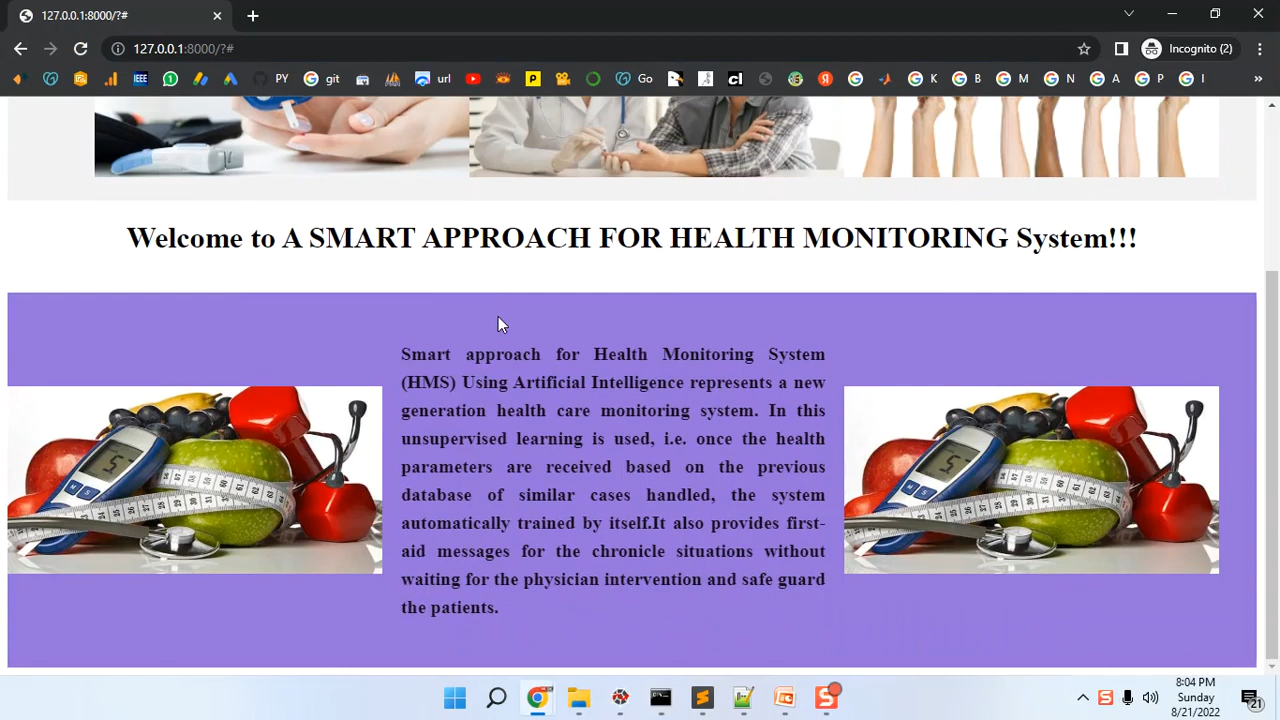 127.0.0.1:8000/?#
127.0.0.1:8000/?#
Incognito (2)
IEEE PY git url Go cl K B M N A P I »
Welcome to A SMART APPROACH FOR HEALTH MONITORING System!!!
Smart approach for Health Monitoring System
(HMS) Using Artificial Intelligence represents a new
generation health care monitoring system. In this
unsupervised learning is used, i.e. once the health
parameters are received based on the previous
database of similar cases handled, the system
automatically trained by itself.It also provides first-
aid messages for the chronicle situations without
waiting for the physician intervention and safe guard
the patients.
8:04 PM
Sunday
8/21/2022
21